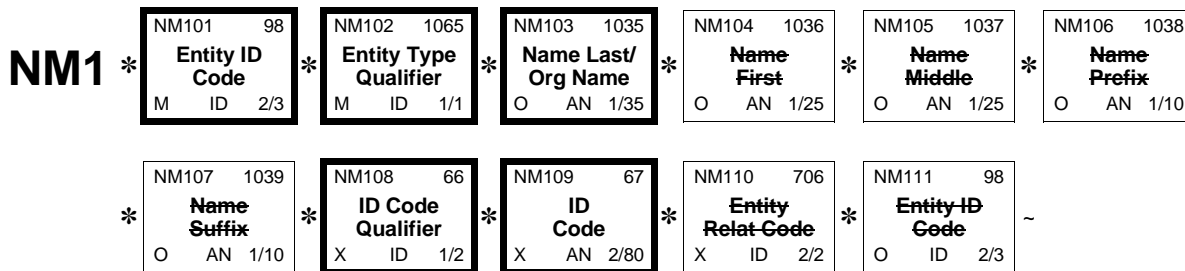 NM101 98 NM102 1065 NM103 1035 NM104 1036 NM105 1037 NM106 1038
NM1 * Entity ID Code * Entity Type Qualifier * Name Last/ Org Name * Name First * Name Middle * Name Prefix
M ID 2/3 M ID 1/1 O AN 1/35 O AN 1/25 O AN 1/25 O AN 1/10
NM107 1039 NM108 66 NM109 67 NM110 706 NM111 98
* Name Suffix * ID Code Qualifier * ID Code * Entity Relat Code * Entity ID Code ~
O AN 1/10 X ID 1/2 X AN 2/80 X ID 2/2 O ID 2/3